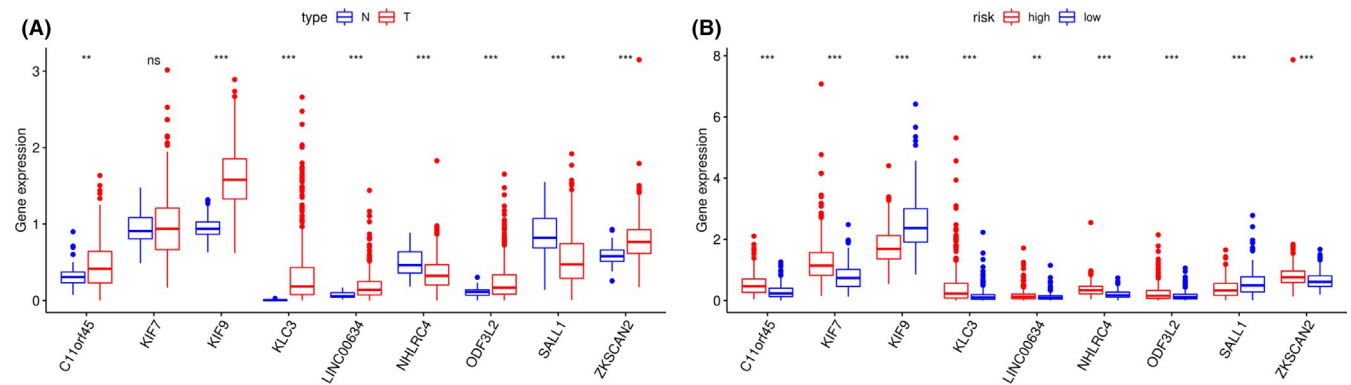 (A)
type N T
Gene expression
3
2
1
0
** ns *** *** *** *** *** *** ***
C11orf45 KIF7 KIF9 KLC3 LINC00634 NHLRC4 ODF3L2 SALL1 ZKSCAN2
(B)
risk high low
Gene expression
8
6
4
2
0
*** *** *** *** ** *** *** *** ***
C11orf45 KIF7 KIF9 KLC3 LINC00634 NHLRC4 ODF3L2 SALL1 ZKSCAN2